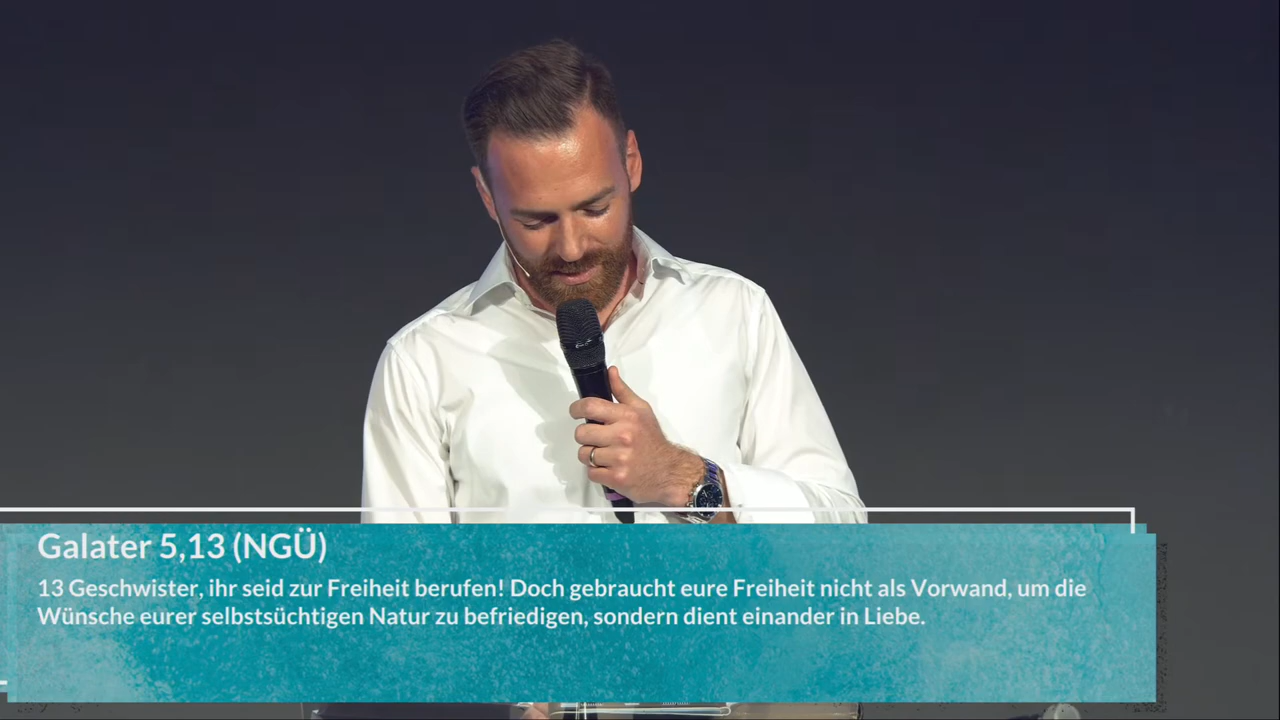 Galater 5,13 (NGÜ)
13 Geschwister, ihr seid zur Freiheit berufen! Doch gebraucht eure Freiheit nicht als Vorwand, um die
Wünsche eurer selbstsüchtigen Natur zu befriedigen, sondern dient einander in Liebe.